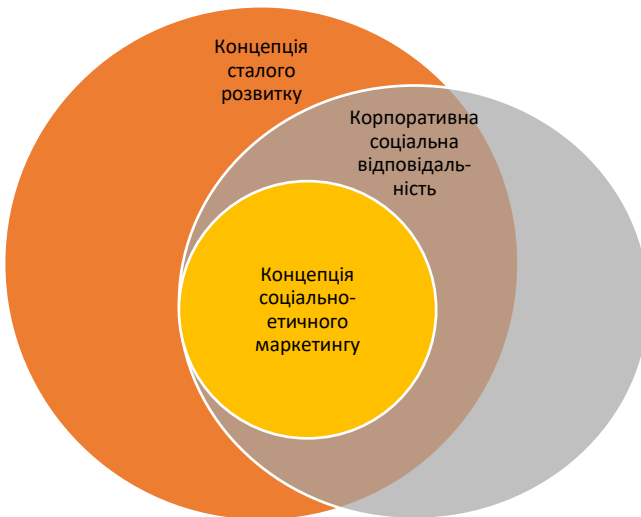 Концепція
сталого
розвитку
Корпоративна
соціальна
відповідаль-
ність
Концепція
соціально-
етичного
маркетингу